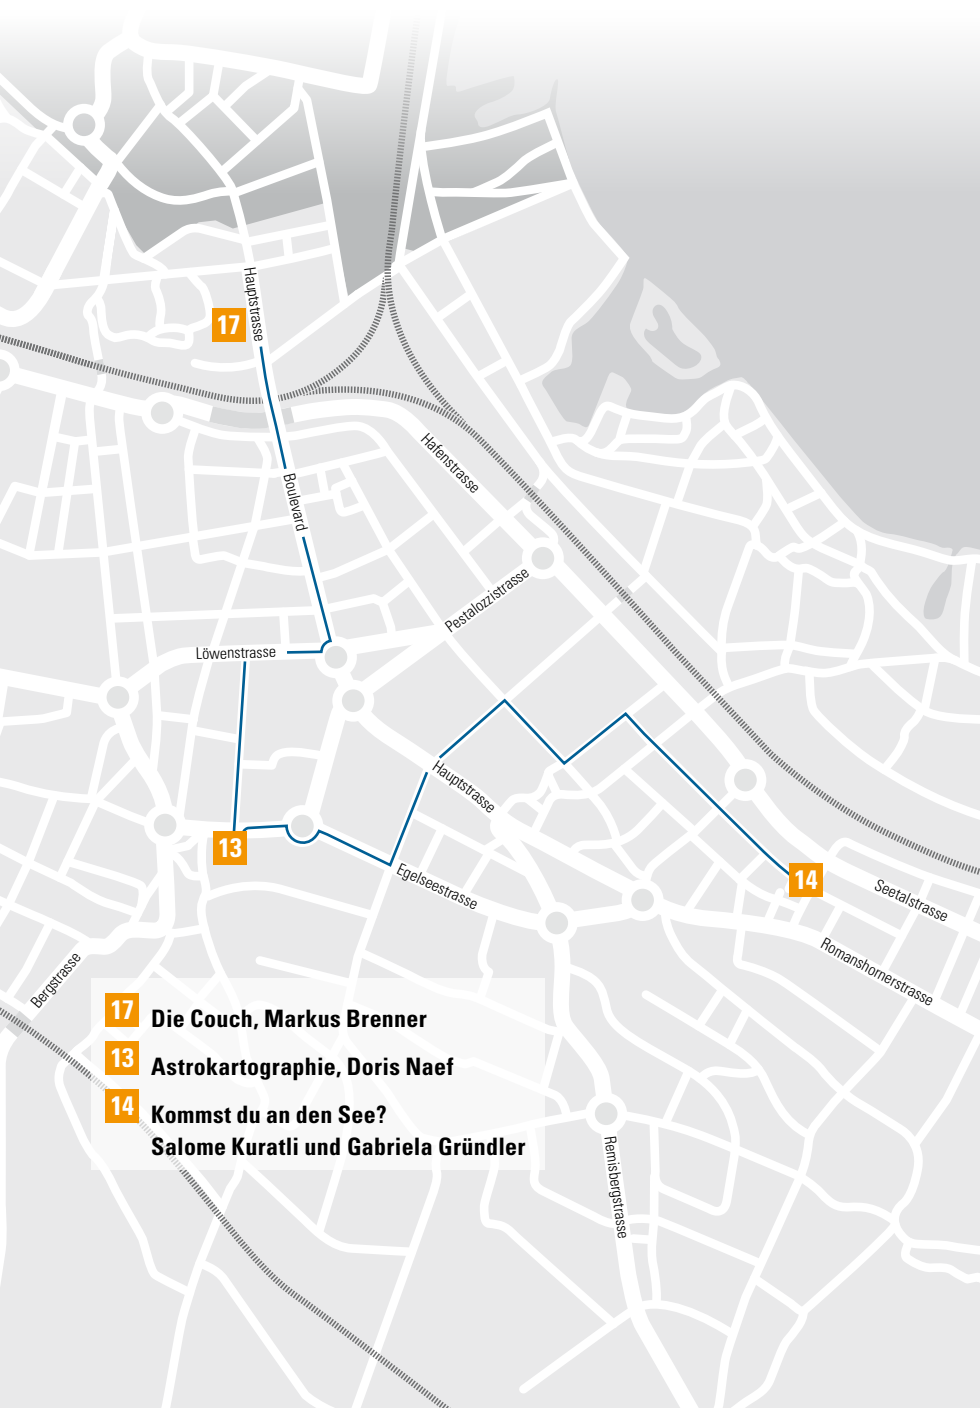 Hauptstrasse
17
Hafenstrasse
Boulevard
Pestalozzistrasse
Löwenstrasse
Hauptstrasse
13
Egelseestrasse
14
Seetalstrasse
Romanshornerstrasse
Bergstrasse
17 Die Couch, Markus Brenner
13 Astrokartographie, Doris Naef
14 Kommst du an den See?
Salome Kuratli und Gabriela Gründler
Remisbergstrasse